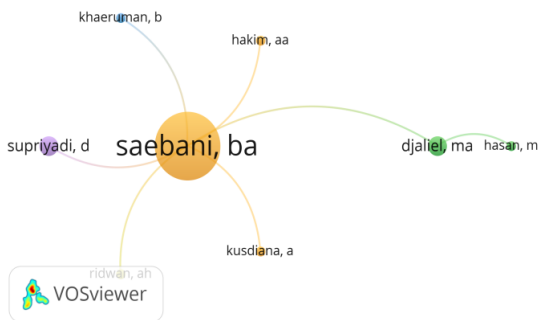 khaeruman, b
hakim, aa
supriyadi, d
saebani, ba
djaliel, ma
hasan, m
kusdiana, a
ridwan, ah
VOSviewer